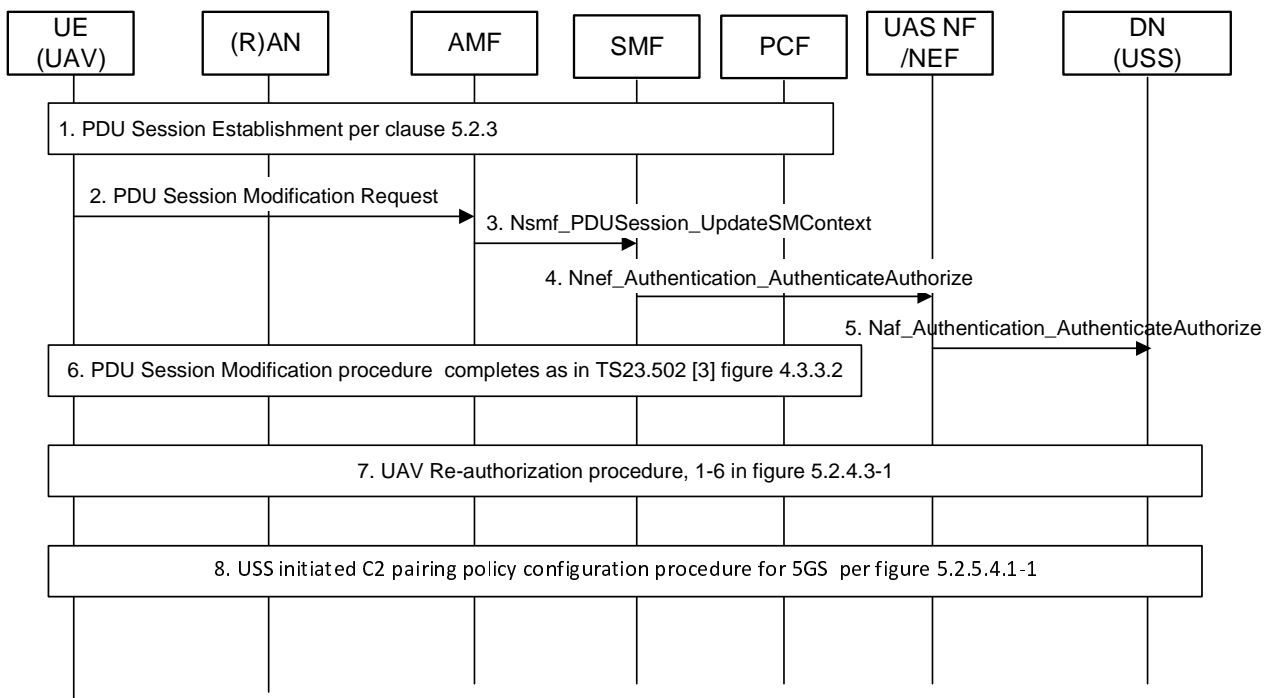 UE
(UAV)
(R)AN
AMF
SMF
PCF
UAS NF
/NEF
DN
(USS)
1. PDU Session Establishment per clause 5.2.3
2. PDU Session Modification Request
3. Nsmf_PDUSession_UpdateSMContext
4. Nnef_Authentication_AuthenticateAuthorize
5. Naf_Authentication_AuthenticateAuthorize
6. PDU Session Modification procedure completes as in TS23.502 [3] figure 4.3.3.2
7. UAV Re-authorization procedure, 1-6 in figure 5.2.4.3-1
8. USS initiated C2 pairing policy configuration procedure for 5GS per figure 5.2.5.4.1-1